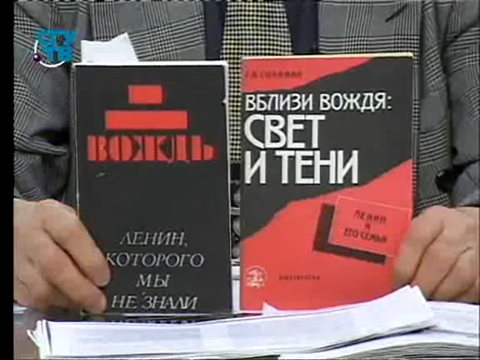 ВОЖДЬ
ЛЕНИН,
КОТОРОГО
МЫ
НЕ ЗНАЛИ
ВБЛИЗИ ВОЖДЯ:
СВЕТ
И ТЕНИ
ЛЕНИН И
ЕГО СЕМЬЯ